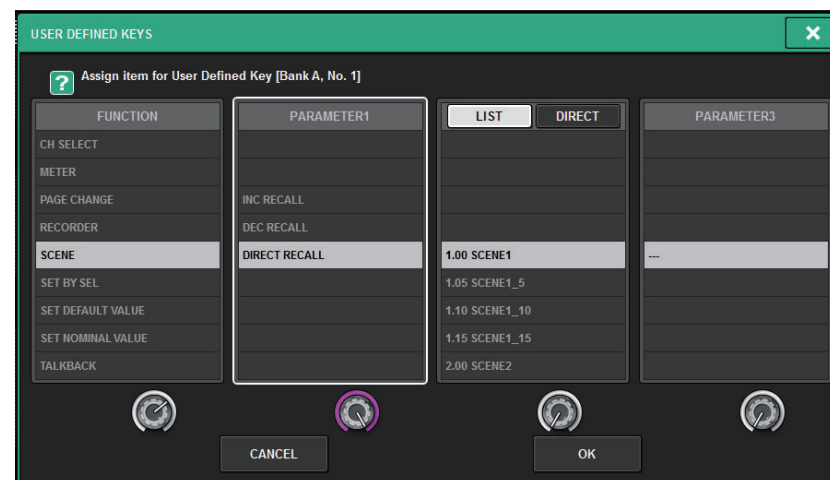 USER DEFINED KEYS
Assign item for User Defined Key [Bank A, No. 1]
FUNCTION
CH SELECT
METER
PAGE CHANGE
RECORDER
SCENE
SET BY SEL
SET DEFAULT VALUE
SET NOMINAL VALUE
TALKBACK
PARAMETER1
INC RECALL
DEC RECALL
DIRECT RECALL
LIST DIRECT
1.00 SCENE1
1.05 SCENE1_5
1.10 SCENE1_10
1.15 SCENE1_15
2.00 SCENE2
PARAMETER3
---
CANCEL
OK